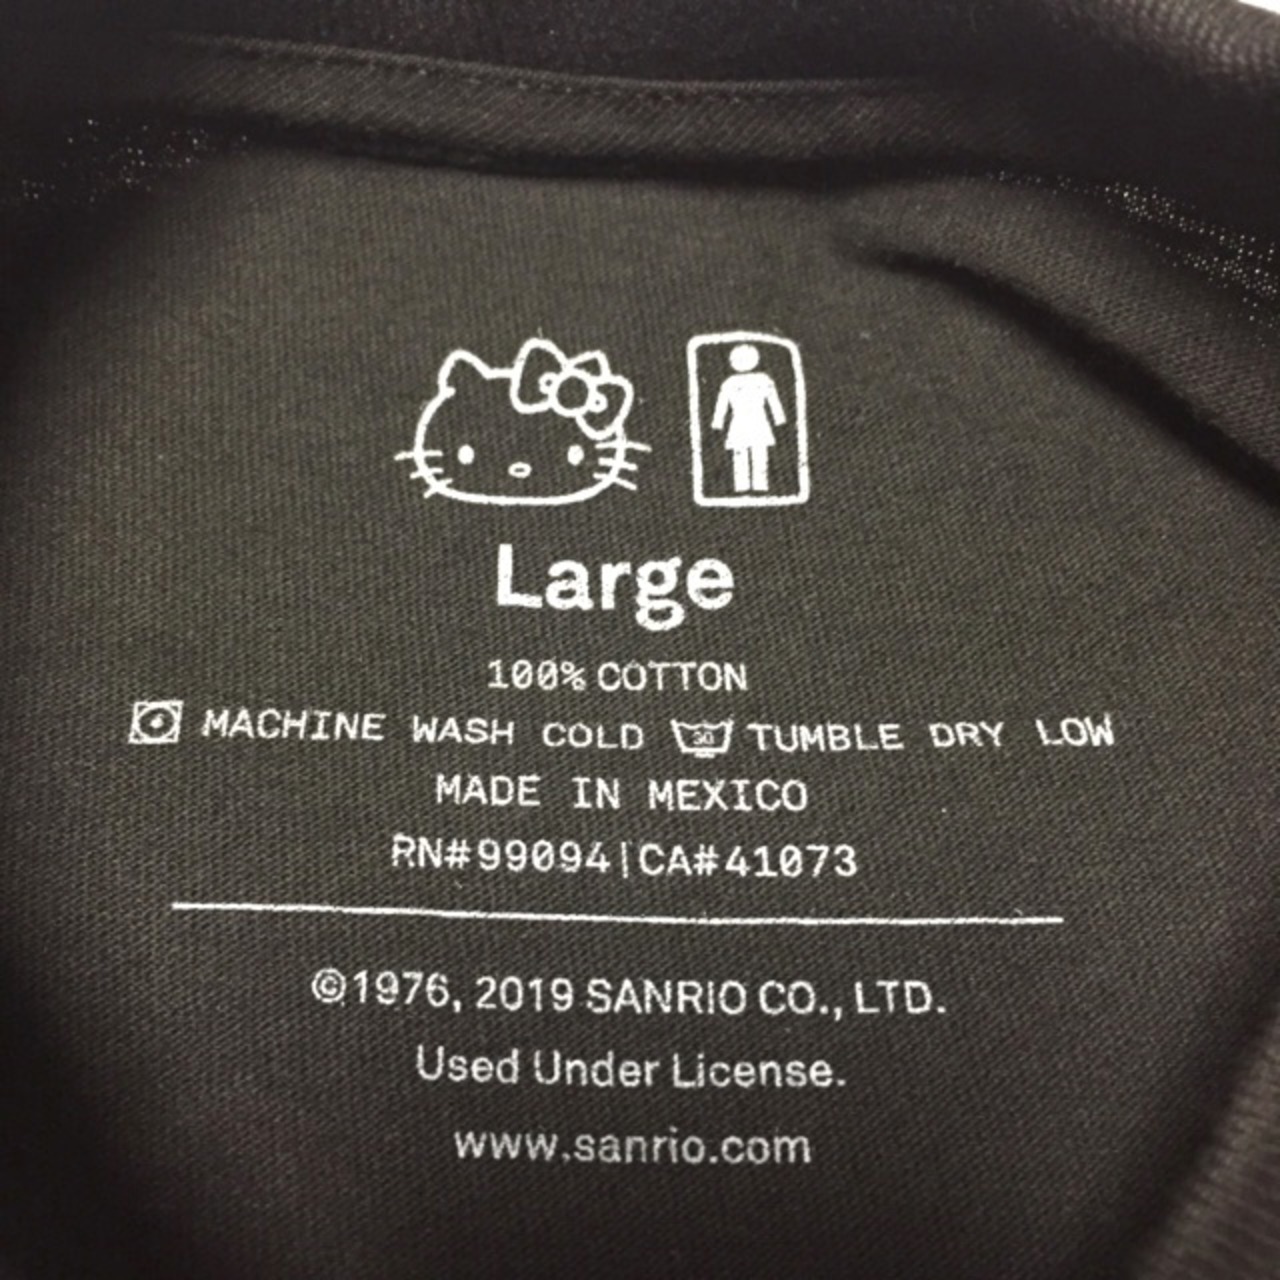 Large
100% COTTON
MACHINE WASH COLD 30 TUMBLE DRY LOW
MADE IN MEXICO
RN#99094|CA#41073
©1976, 2019 SANRIO CO., LTD.
Used Under License.
www.sanrio.com